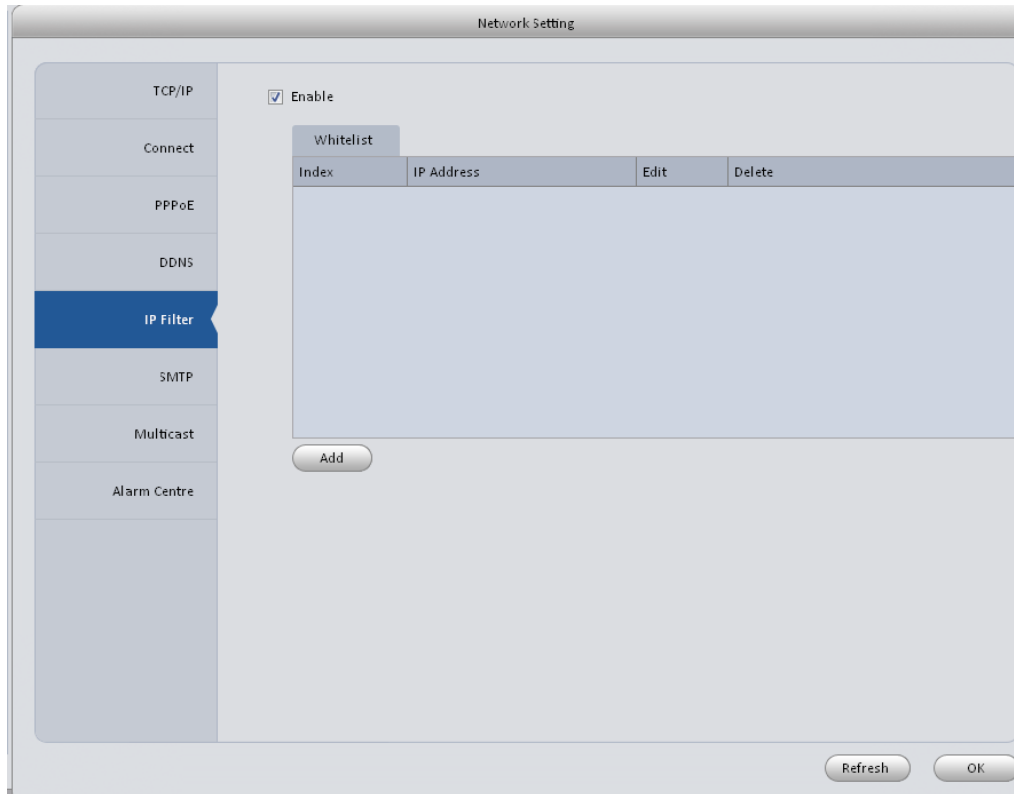 Network Setting
TCP/IP
Connect
PPPoE
DDNS
IP Filter
SMTP
Multicast
Alarm Centre
Enable
Whitelist
Index IP Address Edit Delete
Add
Refresh OK